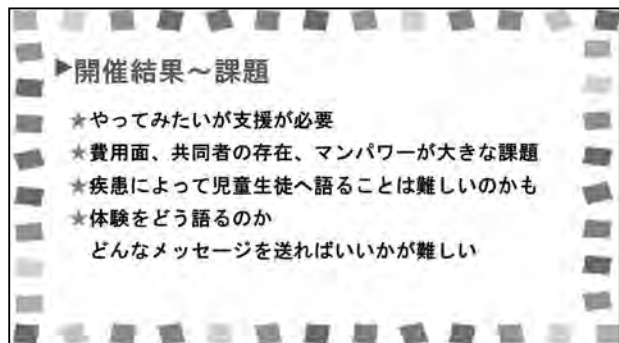 ▶開催結果～課題
★やってみたいが支援が必要
★費用面、共同者の存在、マンパワーが大きな課題
★疾患によって児童生徒へ語ることは難しいのかも
★体験をどう語るのか
どんなメッセージを送ればいいかが難しい